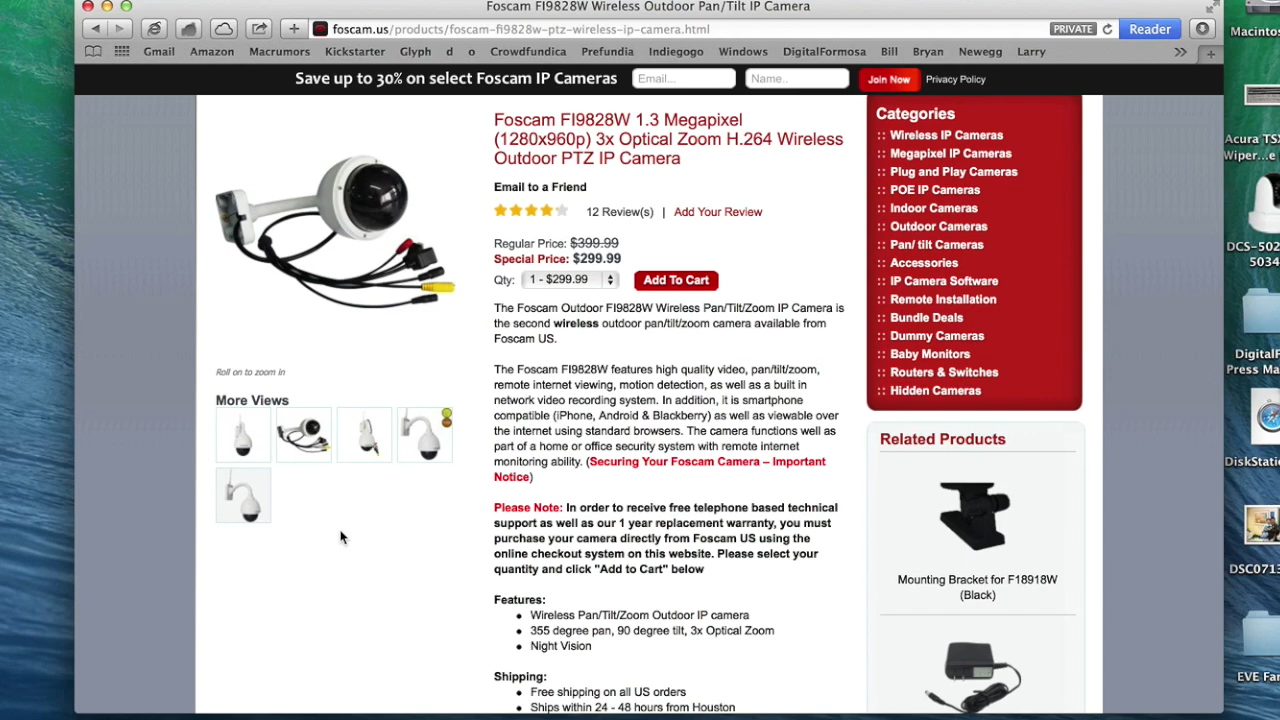 Foscam FI9828W Wireless Outdoor Pan/Tilt IP Camera
foscam.us/products/foscam-fi9828w-ptz-wireless-ip-camera.html
PRIVATE
Reader
Gmail Amazon Macrumors Kickstarter Glyph d o Crowdfundica Prefundia Indiegogo Windows DigitalFormosa Bill Bryan Newegg Larry
Save up to 30% on select Foscam IP Cameras Email... Name.. Join Now Privacy Policy
Foscam FI9828W 1.3 Megapixel
(1280x960p) 3x Optical Zoom H.264 Wireless
Outdoor PTZ IP Camera
Email to a Friend
12 Review(s) | Add Your Review
Regular Price: $399.99
Special Price: $299.99
Qty: 1 - $299.99 Add To Cart
The Foscam Outdoor FI9828W Wireless Pan/Tilt/Zoom IP Camera is
the second wireless outdoor pan/tilt/zoom camera available from
Foscam US.
The Foscam FI9828W features high quality video, pan/tilt/zoom,
remote internet viewing, motion detection, as well as a built in
network video recording system. In addition, it is smartphone
compatible (iPhone, Android & Blackberry) as well as viewable over
the internet using standard browsers. The camera functions well as
part of a home or office security system with remote internet
monitoring ability. (Securing Your Foscam Camera – Important
Notice)
Please Note: In order to receive free telephone based technical
support as well as our 1 year replacement warranty, you must
purchase your camera directly from Foscam US using the
online checkout system on this website. Please select your
quantity and click "Add to Cart" below
Features:
Wireless Pan/Tilt/Zoom Outdoor IP camera
355 degree pan, 90 degree tilt, 3x Optical Zoom
Night Vision
Shipping:
Free shipping on all US orders
Ships within 24 - 48 hours from Houston
Roll on to zoom in
More Views
Categories
:: Wireless IP Cameras
:: Megapixel IP Cameras
:: Plug and Play Cameras
:: POE IP Cameras
:: Indoor Cameras
:: Outdoor Cameras
:: Pan/ tilt Cameras
:: Accessories
:: IP Camera Software
:: Remote Installation
:: Bundle Deals
:: Dummy Cameras
:: Baby Monitors
:: Routers & Switches
:: Hidden Cameras
Related Products
Mounting Bracket for F18918W
(Black)
Macintos
Acura TSX
Wiper...e
DCS-502
5034
DigitalF
Press Ma
DiskStatio
DSC0713
EVE Fan